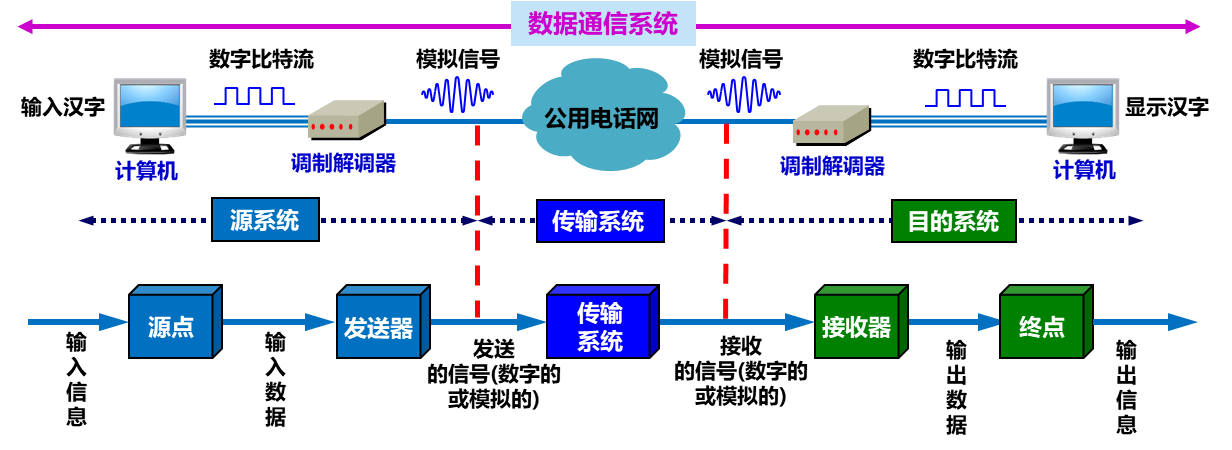 数据通信系统
数字比特流
模拟信号
模拟信号
数字比特流
输入汉字
公用电话网
显示汉字
计算机
调制解调器
调制解调器
计算机
源系统
传输系统
目的系统
源点
发送器
传输
系统
接收器
终点
输入信息
输入数据
发送
的信号(数字的
或模拟的)
接收
的信号(数字的
或模拟的)
输出数据
输出信息